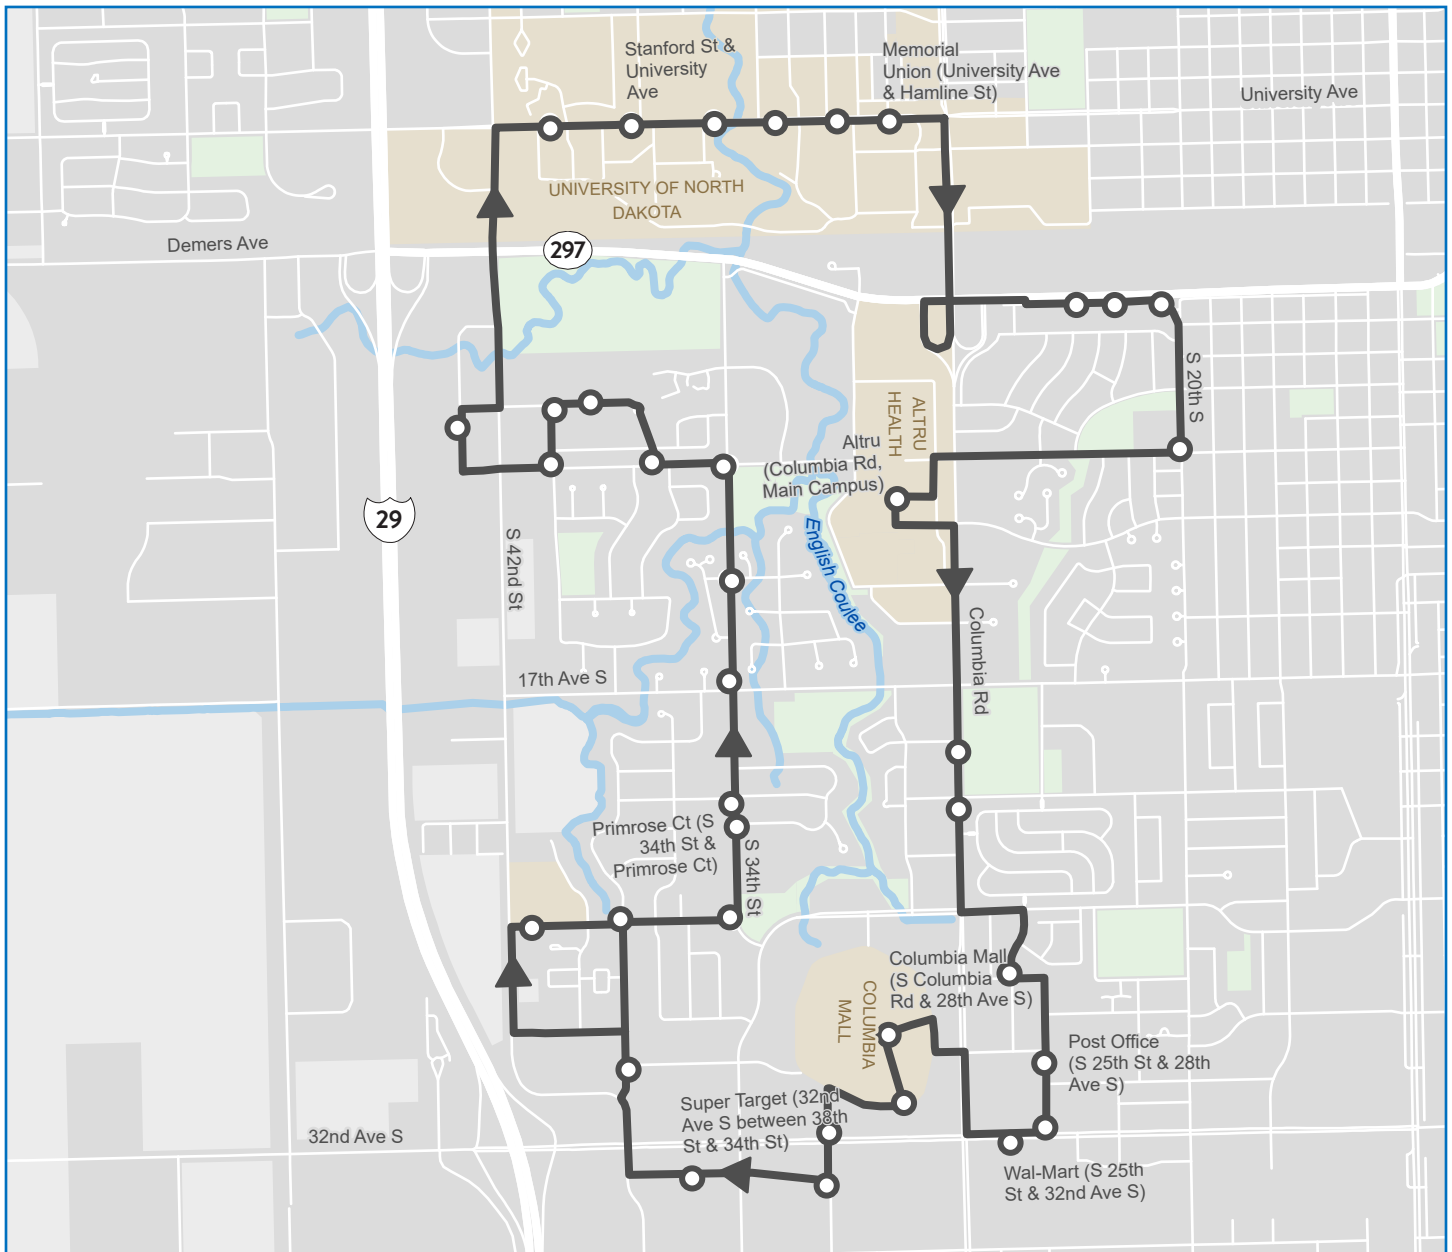 Stanford St &
University
Ave
Memorial
Union (University Ave
& Hamline St)
University Ave
UNIVERSITY OF NORTH
DAKOTA
Demers Ave
297
S 20th S
ALTRU
HEALTH
Altru
(Columbia Rd,
Main Campus)
29
S 42nd St
English Coulee
Columbia Rd
17th Ave S
Primrose Ct (S
34th St &
Primrose Ct)
S 34th St
Columbia Mall
(S Columbia
Rd & 28th Ave S)
COLUMBIA
MALL
Post Office
(S 25th St & 28th
Ave S)
Super Target (32nd
Ave S between 38th
St & 34th St)
32nd Ave S
Wal-Mart (S 25th
St & 32nd Ave S)